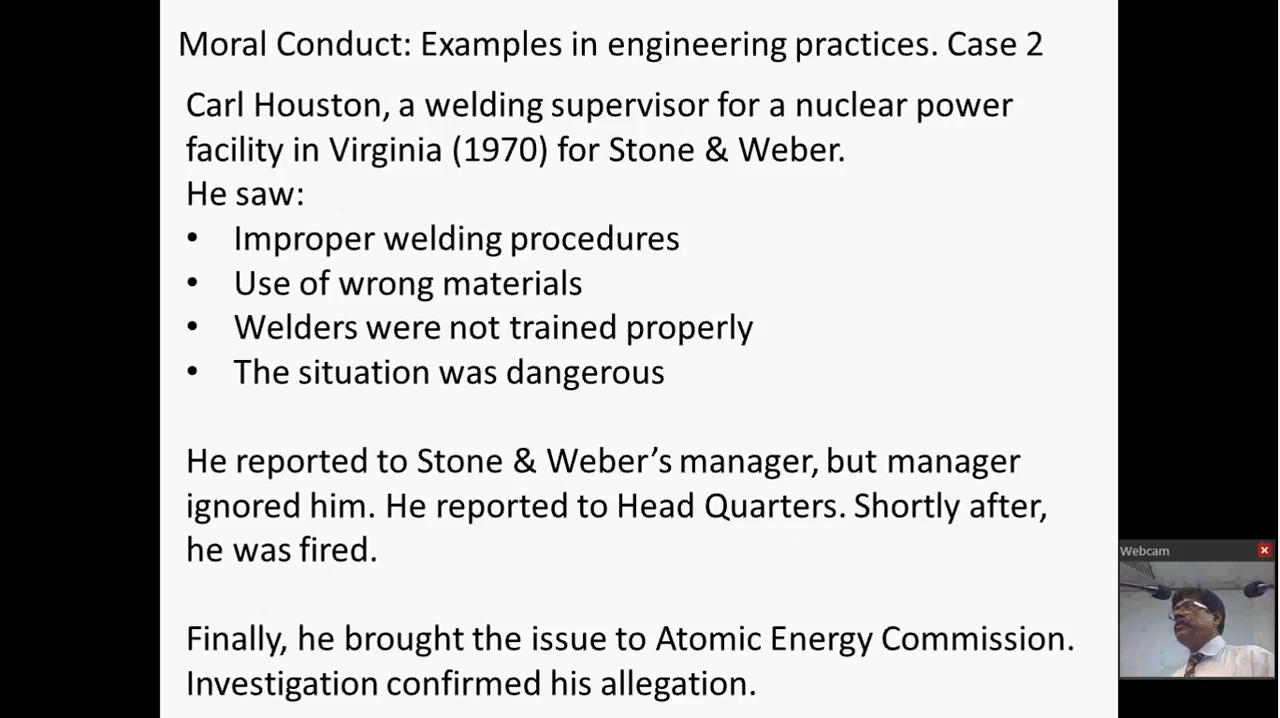 Moral Conduct: Examples in engineering practices. Case 2
Carl Houston, a welding supervisor for a nuclear power
facility in Virginia (1970) for Stone & Weber.
He saw:
• Improper welding procedures
• Use of wrong materials
• Welders were not trained properly
• The situation was dangerous
He reported to Stone & Weber’s manager, but manager
ignored him. He reported to Head Quarters. Shortly after,
he was fired.
Finally, he brought the issue to Atomic Energy Commission.
Investigation confirmed his allegation.
Webcam